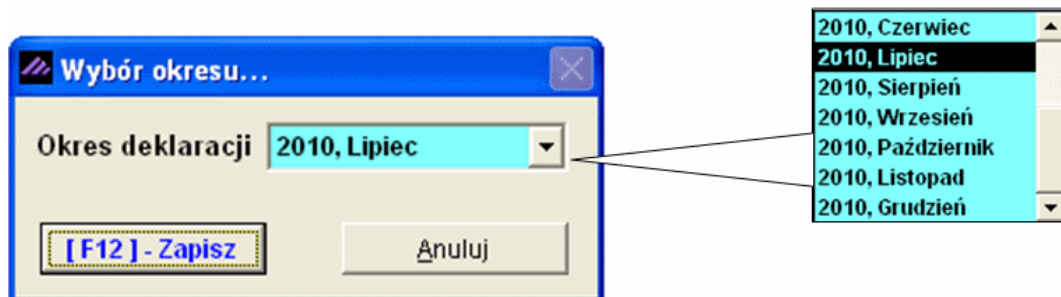 Wybór okresu...
Okres deklaracji 2010, Lipiec
[ F12 ] - Zapisz Anuluj
2010, Czerwiec
2010, Lipiec
2010, Sierpień
2010, Wrzesień
2010, Październik
2010, Listopad
2010, Grudzień